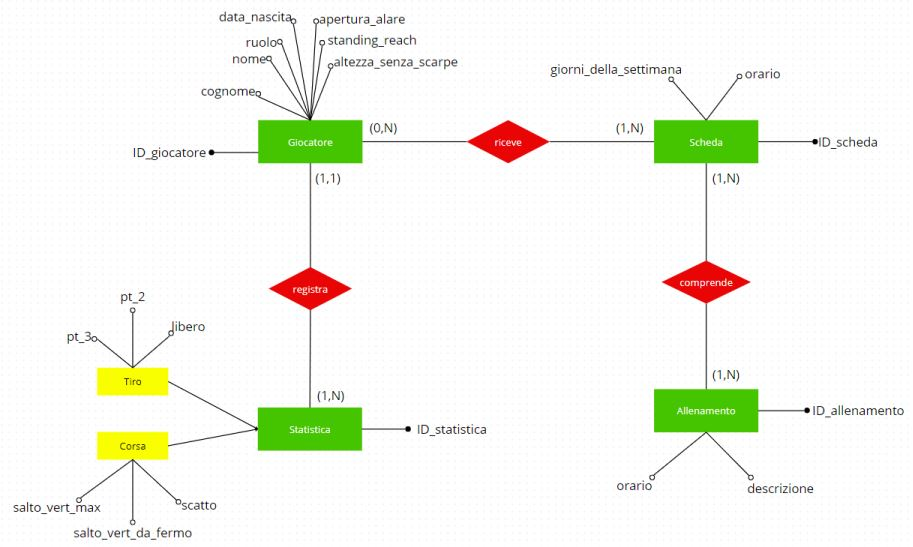 data_nascita
apertura_alare
ruolo
standing_reach
nome
altezza_senza_scarpe
cognome
giorni_della_settimana
orario
Giocatore
(0,N)
riceve
(1,N)
Scheda
ID_giocatore
ID_scheda
(1,1)
(1,N)
registra
comprende
pt_2
pt_3
libero
Tiro
(1,N)
(1,N)
Statistica
ID_statistica
Allenamento
ID_allenamento
Corsa
salto_vert_max
scatto
salto_vert_da_fermo
orario
descrizione